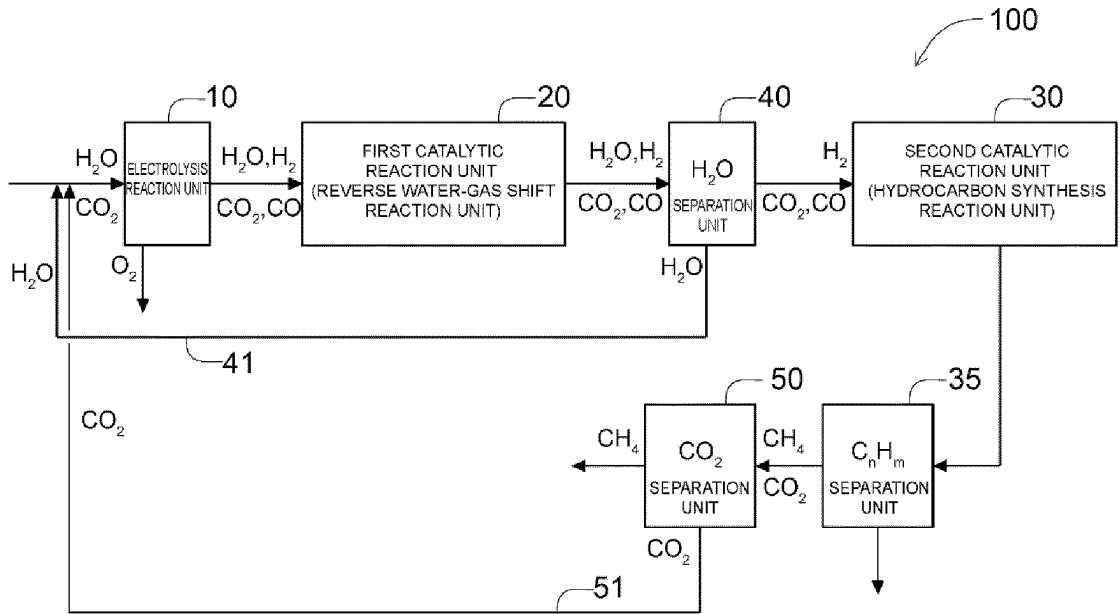 100
10
20
40
30
H₂O
CO₂
ELECTROLYSIS
REACTION UNIT
H₂O,H₂
CO₂,CO
FIRST CATALYTIC
REACTION UNIT
(REVERSE WATER-GAS SHIFT
REACTION UNIT)
H₂O,H₂
CO₂,CO
H₂O
SEPARATION
UNIT
H₂
CO₂,CO
SECOND CATALYTIC
REACTION UNIT
(HYDROCARBON SYNTHESIS
REACTION UNIT)
H₂O
O₂
H₂O
41
50
35
CO₂
CH₄
CO₂
SEPARATION
UNIT
CH₄
CO₂
CₙHₘ
SEPARATION
UNIT
CO₂
51